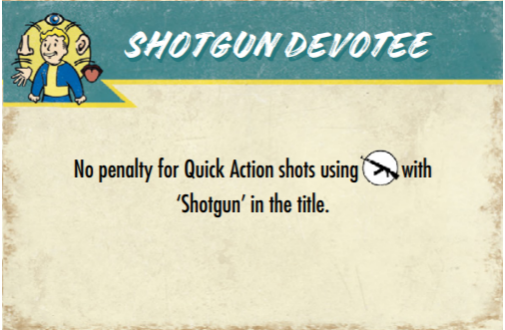 SHOTGUN DEVOTEE
No penalty for Quick Action shots using with
‘Shotgun’ in the title.